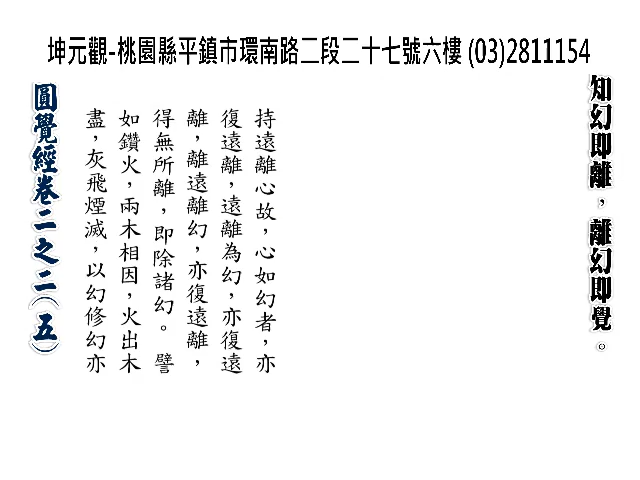 坤元觀-桃園縣平鎮市環南路二段二十七號六樓 (03)2811154
知幻即離，離幻即覺。
持遠離心故，心如幻者，亦
復遠離，遠離為幻，亦復遠
離，離遠離幻，亦復遠離，
得無所離，即除諸幻。　譬
如鑽火，兩木相因，火出木
盡，灰飛煙滅，以幻修幻亦
圓覺經卷二之二（五）